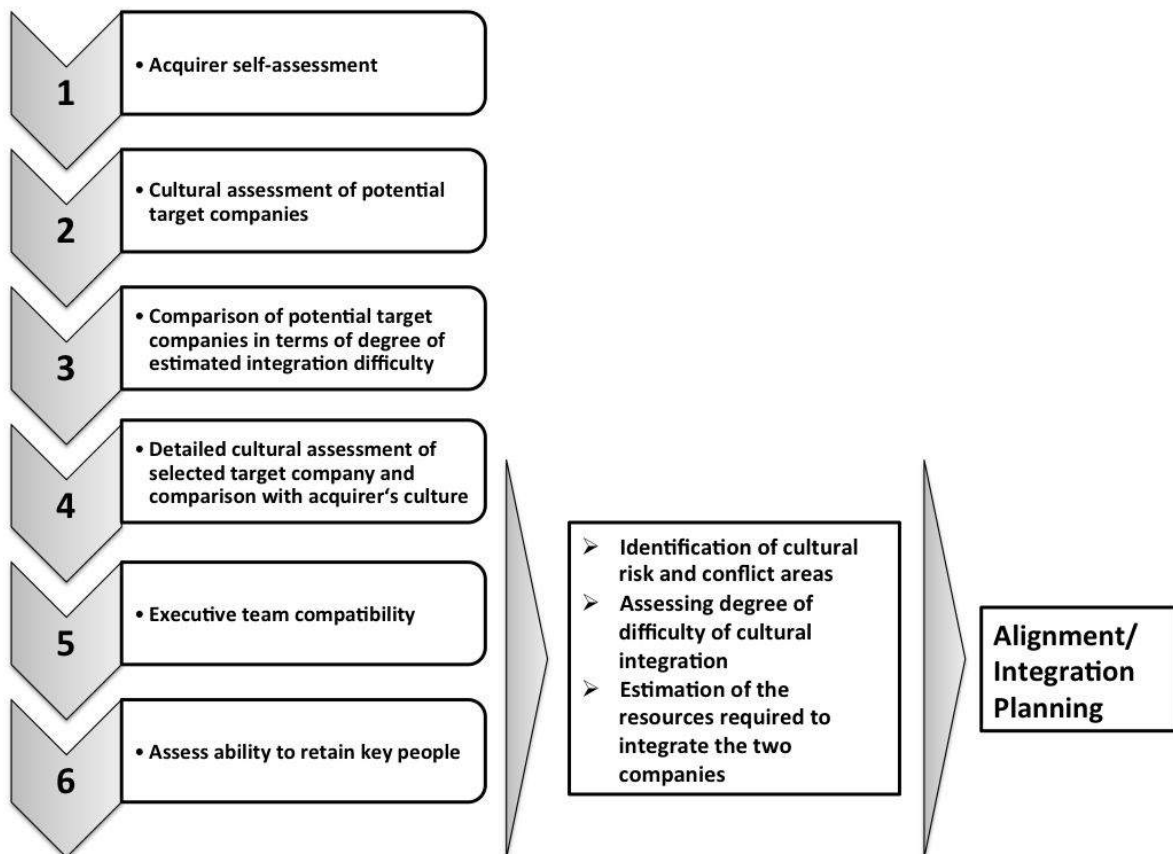 1
• Acquirer self-assessment
2
• Cultural assessment of potential
target companies
3
• Comparison of potential target
companies in terms of degree of
estimated integration difficulty
4
• Detailed cultural assessment of
selected target company and
comparison with acquirer‘s culture
5
• Executive team compatibility
6
• Assess ability to retain key people
➢ Identification of cultural
risk and conflict areas
➢ Assessing degree of
difficulty of cultural
integration
➢ Estimation of the
resources required to
integrate the two
companies
Alignment/
Integration
Planning